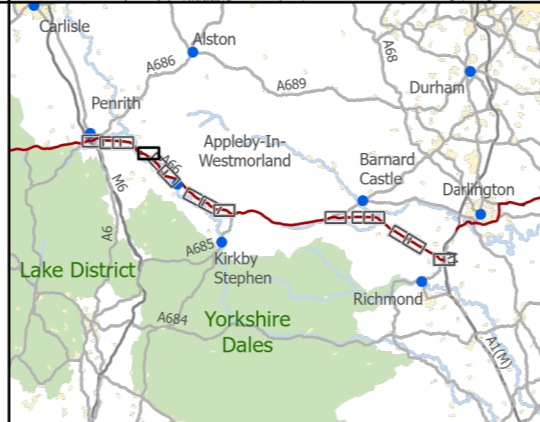 Carlisle
Alston
A686
A68
A689
Durham
Penrith
Appleby-In-
Westmorland
A66
Barnard
Castle
Darlington
M6
A6
A685
Lake District
Kirkby
Stephen
Richmond
A684
Yorkshire
Dales
A1(M)